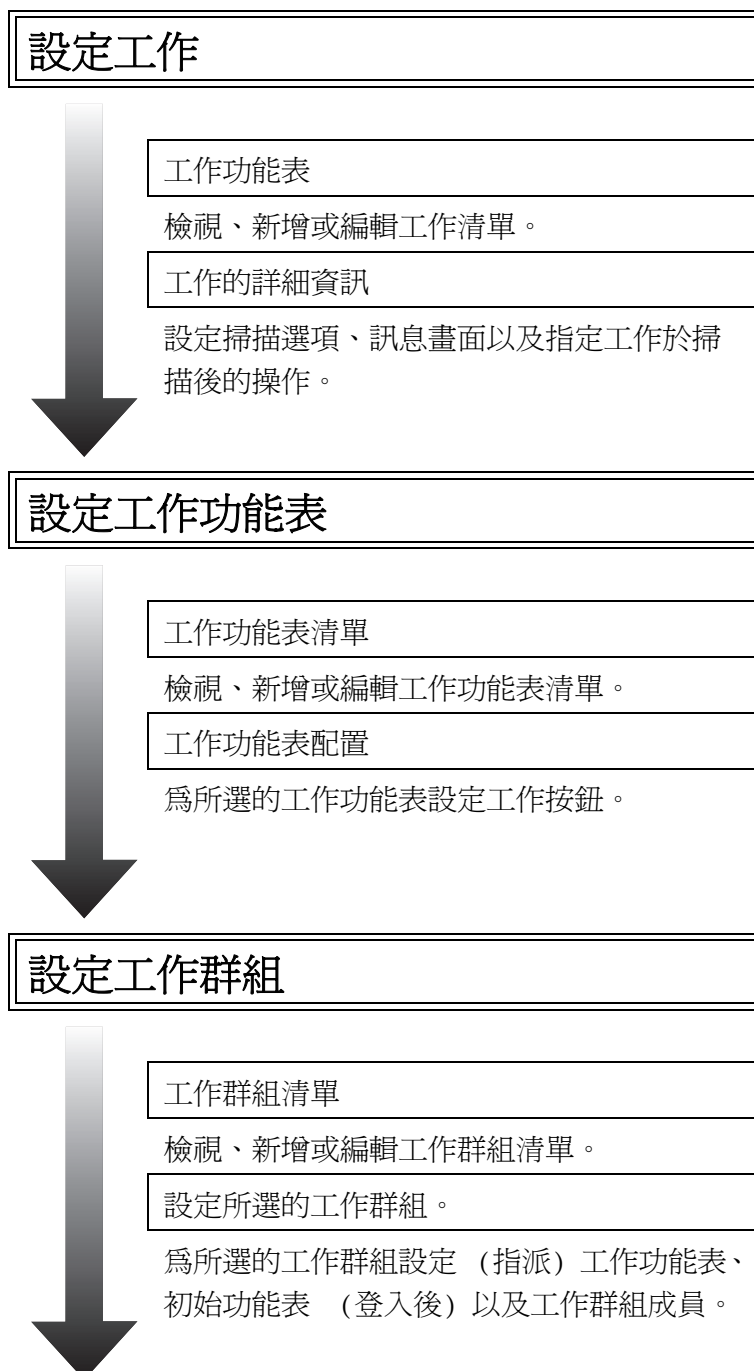 設定工作
工作功能表
檢視、新增或編輯工作清單。
工作的詳細資訊
設定掃描選項、訊息畫面以及指定工作於掃
描後的操作。
設定工作功能表
工作功能表清單
檢視、新增或編輯工作功能表清單。
工作功能表配置
爲所選的工作功能表設定工作按鈕。
設定工作群組
工作群組清單
檢視、新增或編輯工作群組清單。
設定所選的工作群組。
爲所選的工作群組設定 (指派) 工作功能表、
初始功能表 (登入後) 以及工作群組成員。